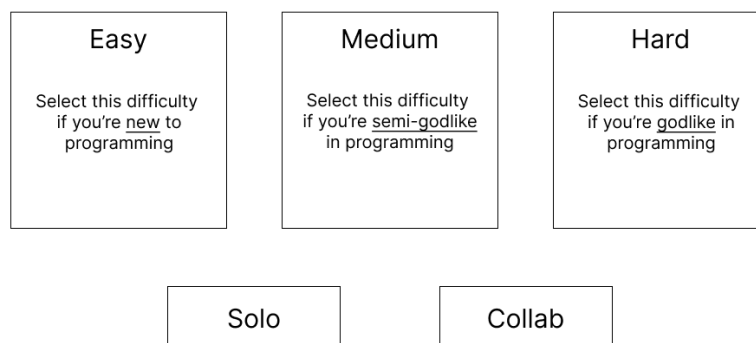 Easy
Select this difficulty
if you’re new to
programming
Medium
Select this difficulty
if you’re semi-godlike
in programming
Hard
Select this difficulty
if you’re godlike in
programming
Solo
Collab